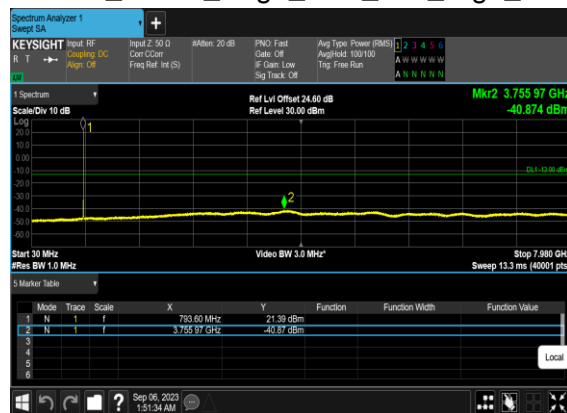 Spectrum Analyzer 1
Swept SA
+
KEYSIGHT
R T
Input: RF
Coupling: DC
Align: Off
Input Z: 50 Ω
Corr CCorr
Freq Ref: Int (S)
#Atten: 20 dB
PNO: Fast
Gate: Off
IF Gain: Low
Sig Track: Off
Avg Type: Power (RMS)
Avg|Hold: 100/100
Trig: Free Run
1 2 3 4 5 6
A W W W W W
A N N N N N
1 Spectrum
Scale/Div 10 dB
Ref Lvl Offset 24.60 dB
Ref Level 30.00 dBm
Mkr2 3.755 97 GHz
-40.874 dBm
Log
20.0
10.0
0.00
-10.0
-20.0
-30.0
-40.0
-50.0
-60.0
1
2
DL1 -13.00 dBm
Start 30 MHz
#Res BW 1.0 MHz
Video BW 3.0 MHz*
Stop 7.980 GHz
Sweep 13.3 ms (40001 pts)
5 Marker Table
Mode Trace Scale X Y Function Function Width Function Value
1 N 1 f 793.60 MHz 21.39 dBm
2 N 1 f 3.755 97 GHz -40.87 dBm
3
4
5
6
Local
?
Sep 06, 2023
1:51:34 AM